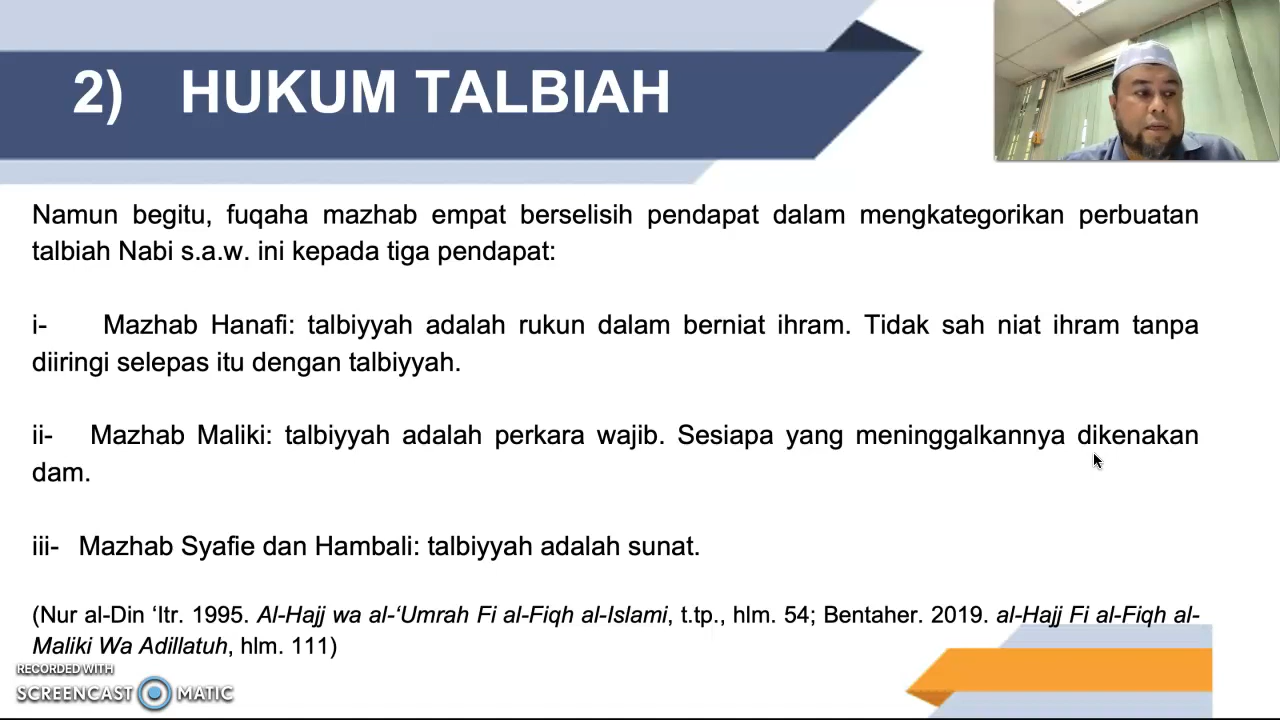 2) HUKUM TALBIAH
Namun begitu, fuqaha mazhab empat berselisih pendapat dalam mengkategorikan perbuatan
talbiah Nabi s.a.w. ini kepada tiga pendapat:
i- Mazhab Hanafi: talbiyyah adalah rukun dalam berniat ihram. Tidak sah niat ihram tanpa
diiringi selepas itu dengan talbiyyah.
ii- Mazhab Maliki: talbiyyah adalah perkara wajib. Sesiapa yang meninggalkannya dikenakan
dam.
iii- Mazhab Syafie dan Hambali: talbiyyah adalah sunat.
(Nur al-Din ‘Itr. 1995. Al-Hajj wa al-‘Umrah Fi al-Fiqh al-Islami, t.tp., hlm. 54; Bentaher. 2019. al-Hajj Fi al-Fiqh al-
Maliki Wa Adillatuh, hlm. 111)
RECORDED WITH
SCREENCAST MATIC